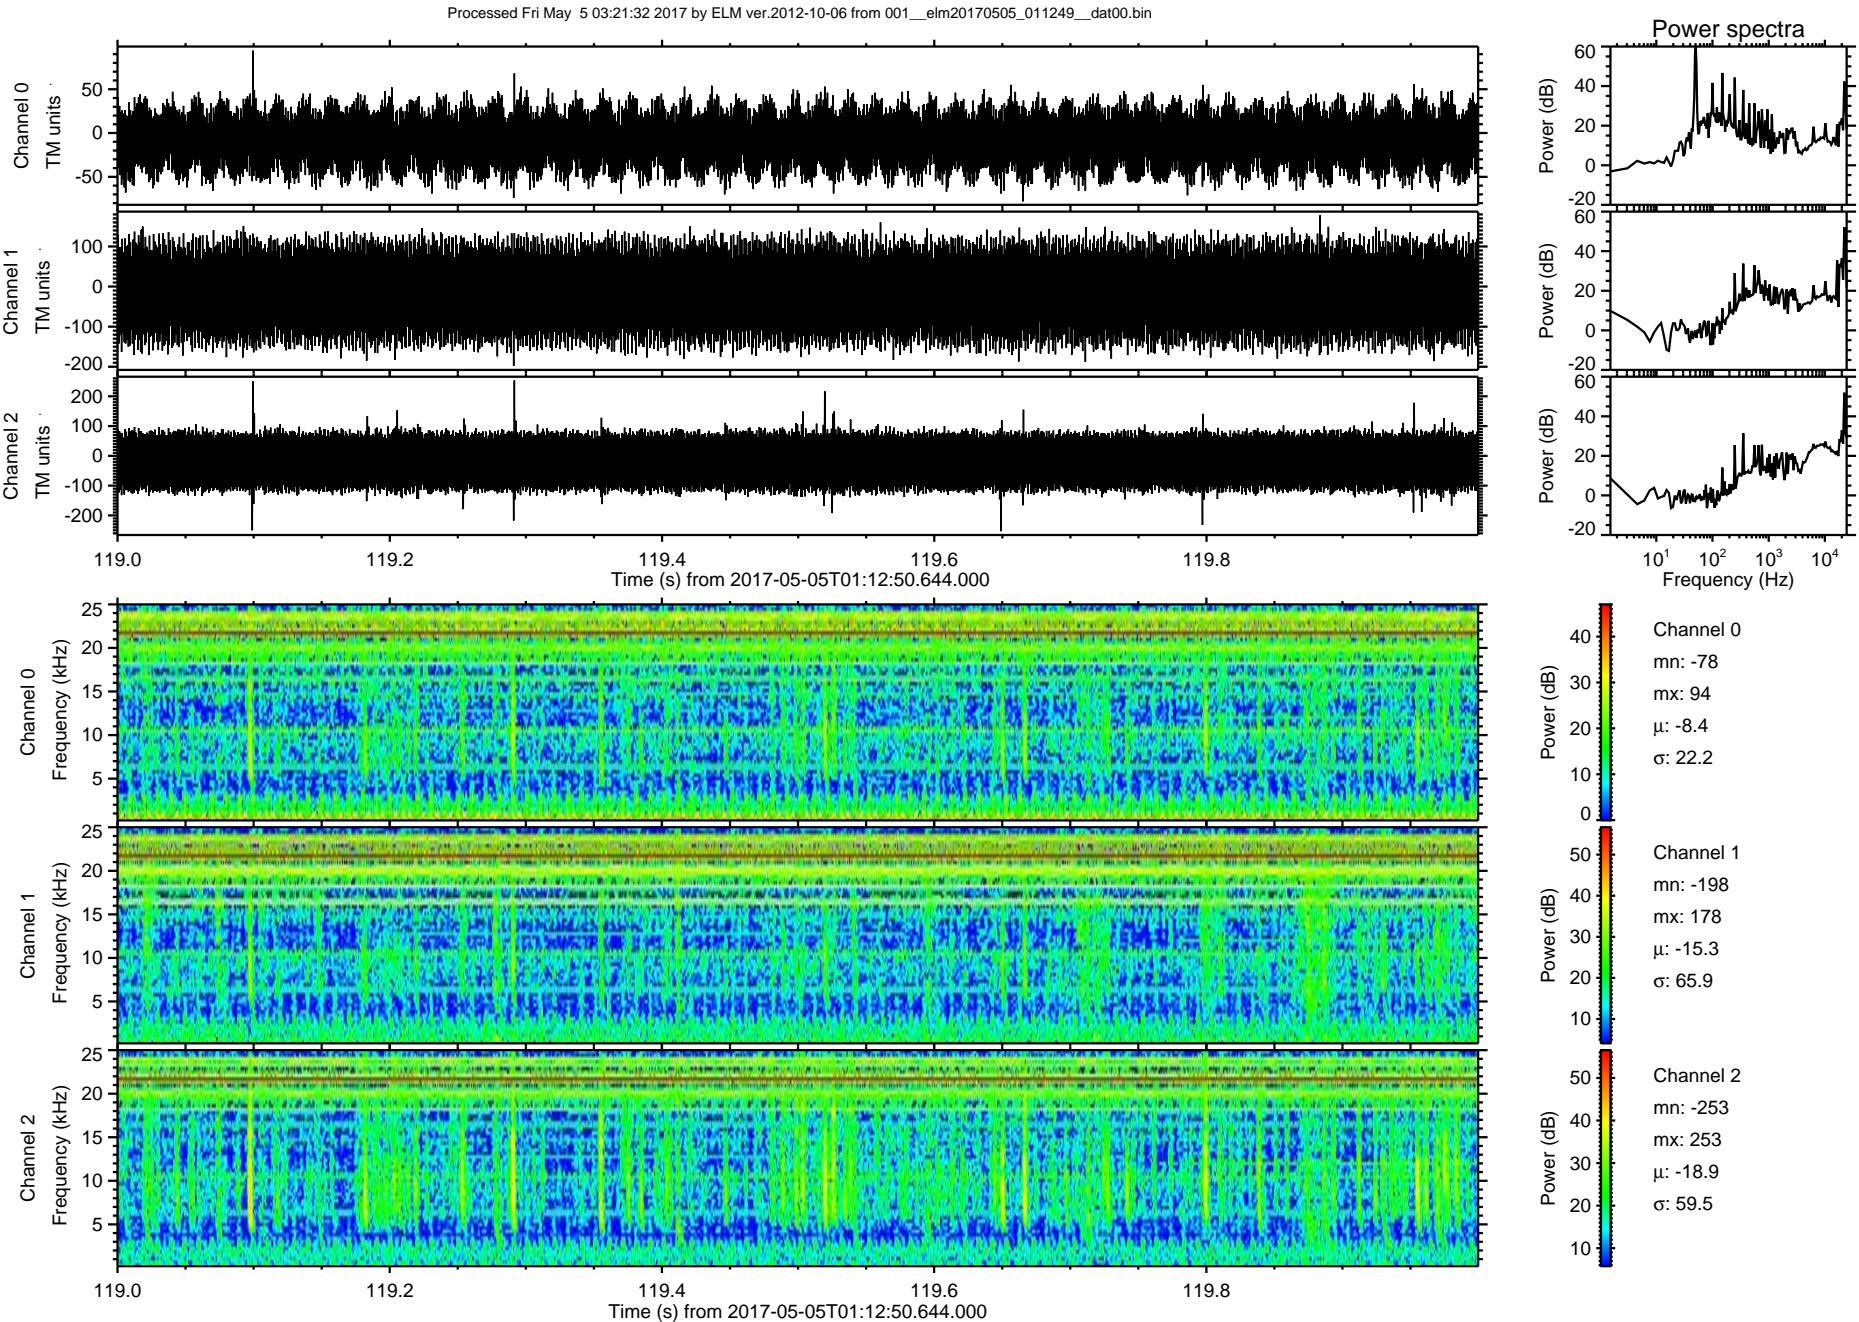 Processed Fri May  5 03:21:32 2017 by ELM ver.2012-10-06 from 001__elm20170505_011249__dat00.bin
Power spectra
Channel 0
TM units
50
0
-50
Power (dB)
60
40
20
0
-20
Channel 1
TM units
100
0
-100
-200
Power (dB)
60
40
20
0
-20
Channel 2
TM units
200
100
0
-100
-200
Power (dB)
60
40
20
0
-20
119.0 119.2 119.4 119.6 119.8
Time (s) from 2017-05-05T01:12:50.644.000
10¹ 10² 10³ 10⁴
Frequency (Hz)
Channel 0
Frequency (kHz)
25
20
15
10
5
Power (dB)
40
30
20
10
0
Channel 0
mn: -78
mx: 94
μ: -8.4
σ: 22.2
Channel 1
Frequency (kHz)
25
20
15
10
5
Power (dB)
50
40
30
20
10
Channel 1
mn: -198
mx: 178
μ: -15.3
σ: 65.9
Channel 2
Frequency (kHz)
25
20
15
10
5
Power (dB)
50
40
30
20
10
Channel 2
mn: -253
mx: 253
μ: -18.9
σ: 59.5
119.0 119.2 119.4 119.6 119.8
Time (s) from 2017-05-05T01:12:50.644.000